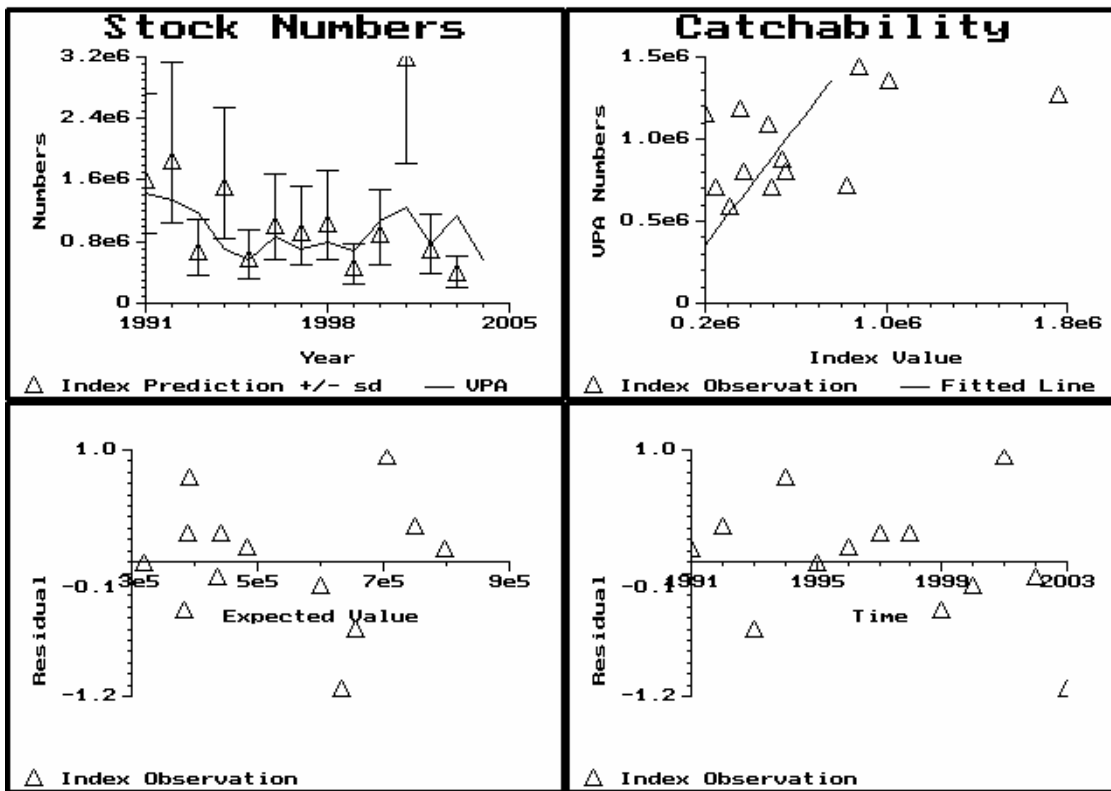 Stock Numbers
3.2e6
2.4e6
1.6e6
0.8e6
0
Numbers
1991
1998
2005
Year
Index Prediction +/- sd
VPA
Catchability
1.5e6
1.0e6
0.5e6
0
VPA Numbers
0.2e6
1.0e6
1.8e6
Index Value
Index Observation
Fitted Line
1.0
-0.1
-1.2
Residual
3e5
5e5
7e5
9e5
Expected Value
Index Observation
1.0
-0.1
-1.2
Residual
1991
1995
1999
2003
Time
Index Observation